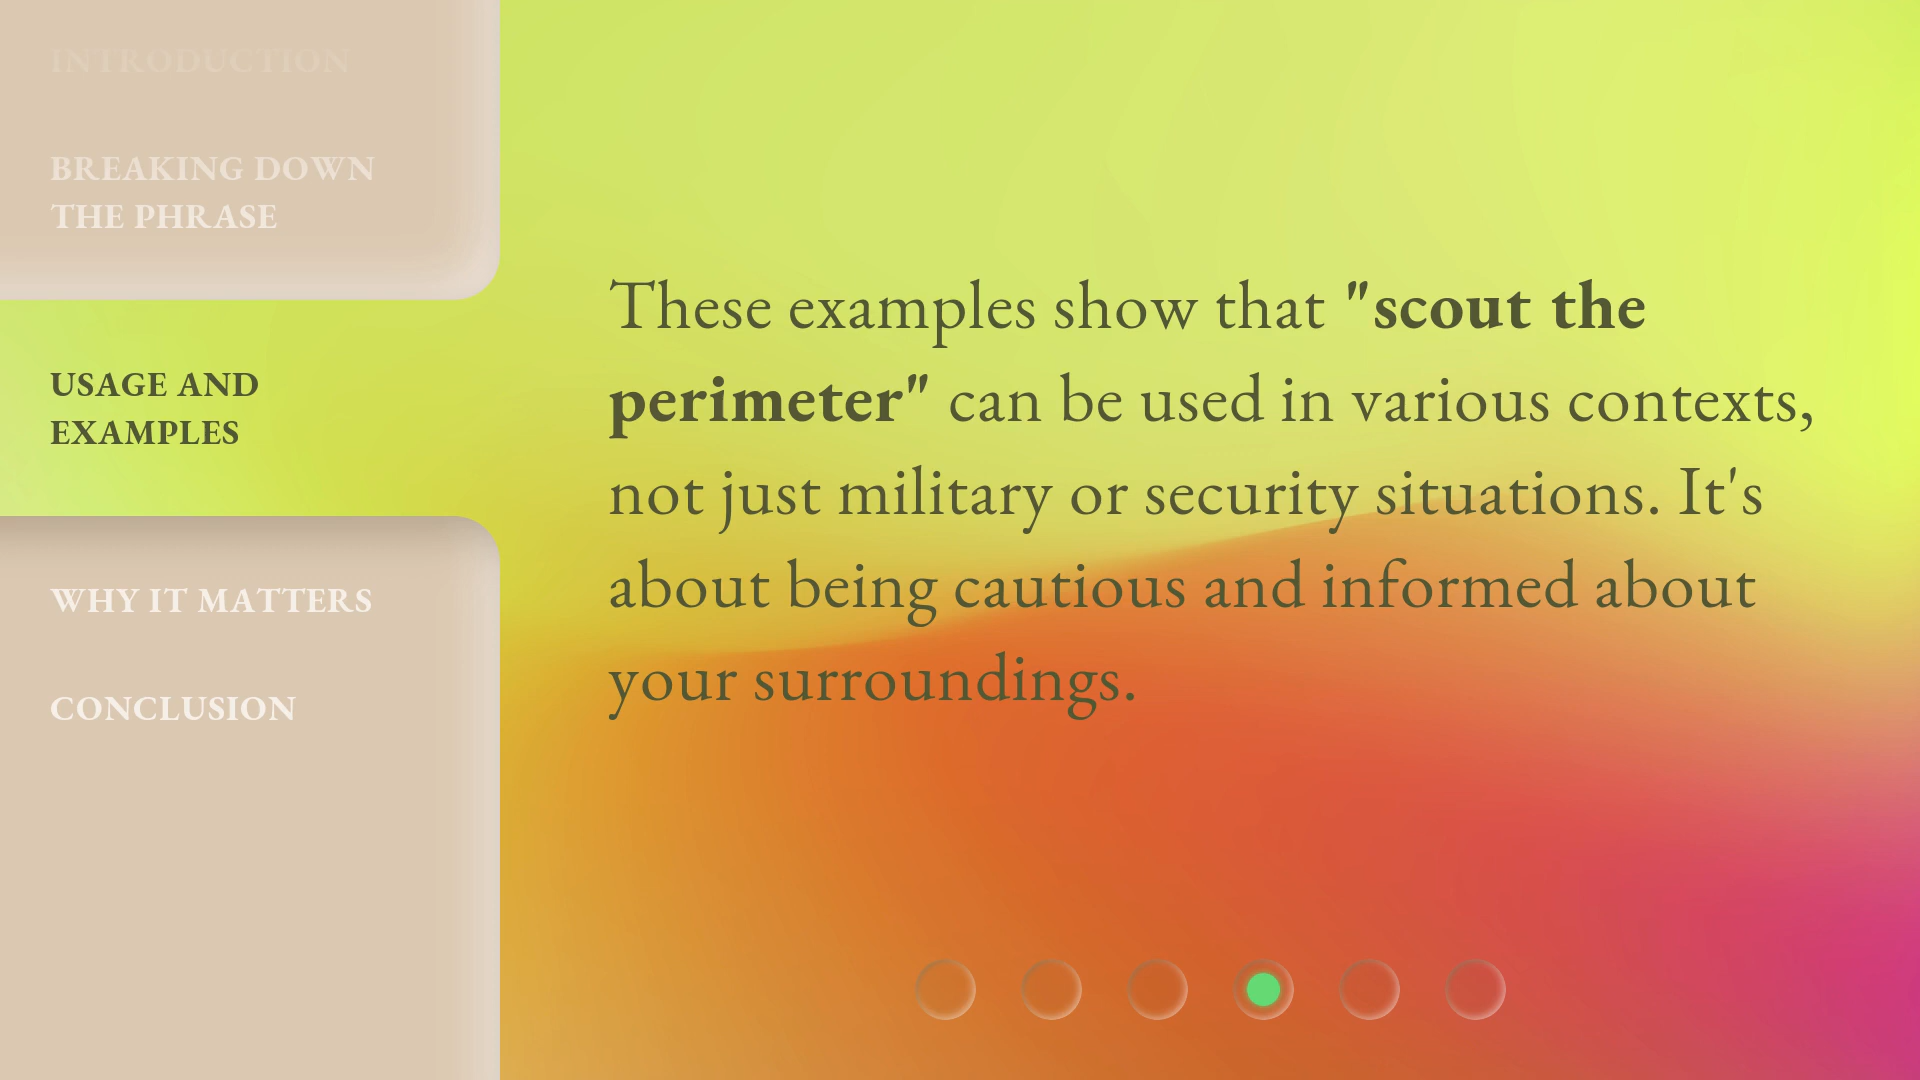 INTRODUCTION
BREAKING DOWN
THE PHRASE
USAGE AND
EXAMPLES
WHY IT MATTERS
CONCLUSION
These examples show that "scout the
perimeter" can be used in various contexts,
not just military or security situations. It's
about being cautious and informed about
your surroundings.